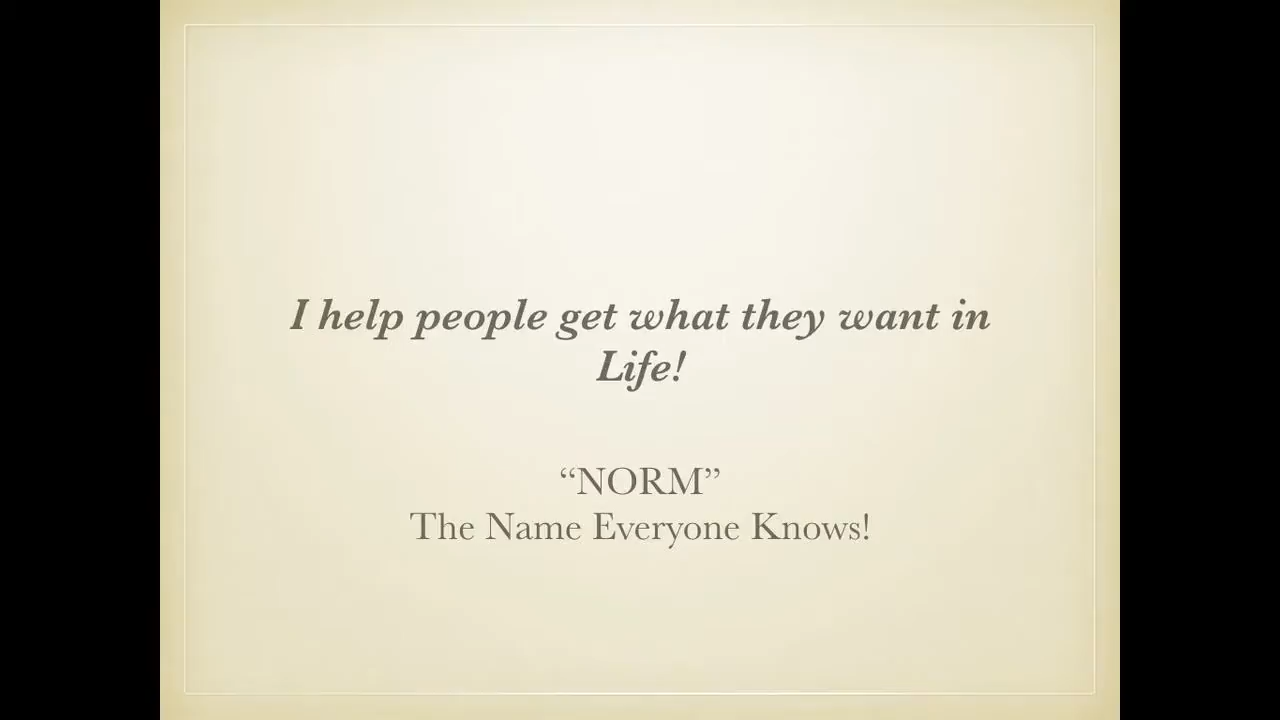 I help people get what they want in
Life!
“NORM”
The Name Everyone Knows!